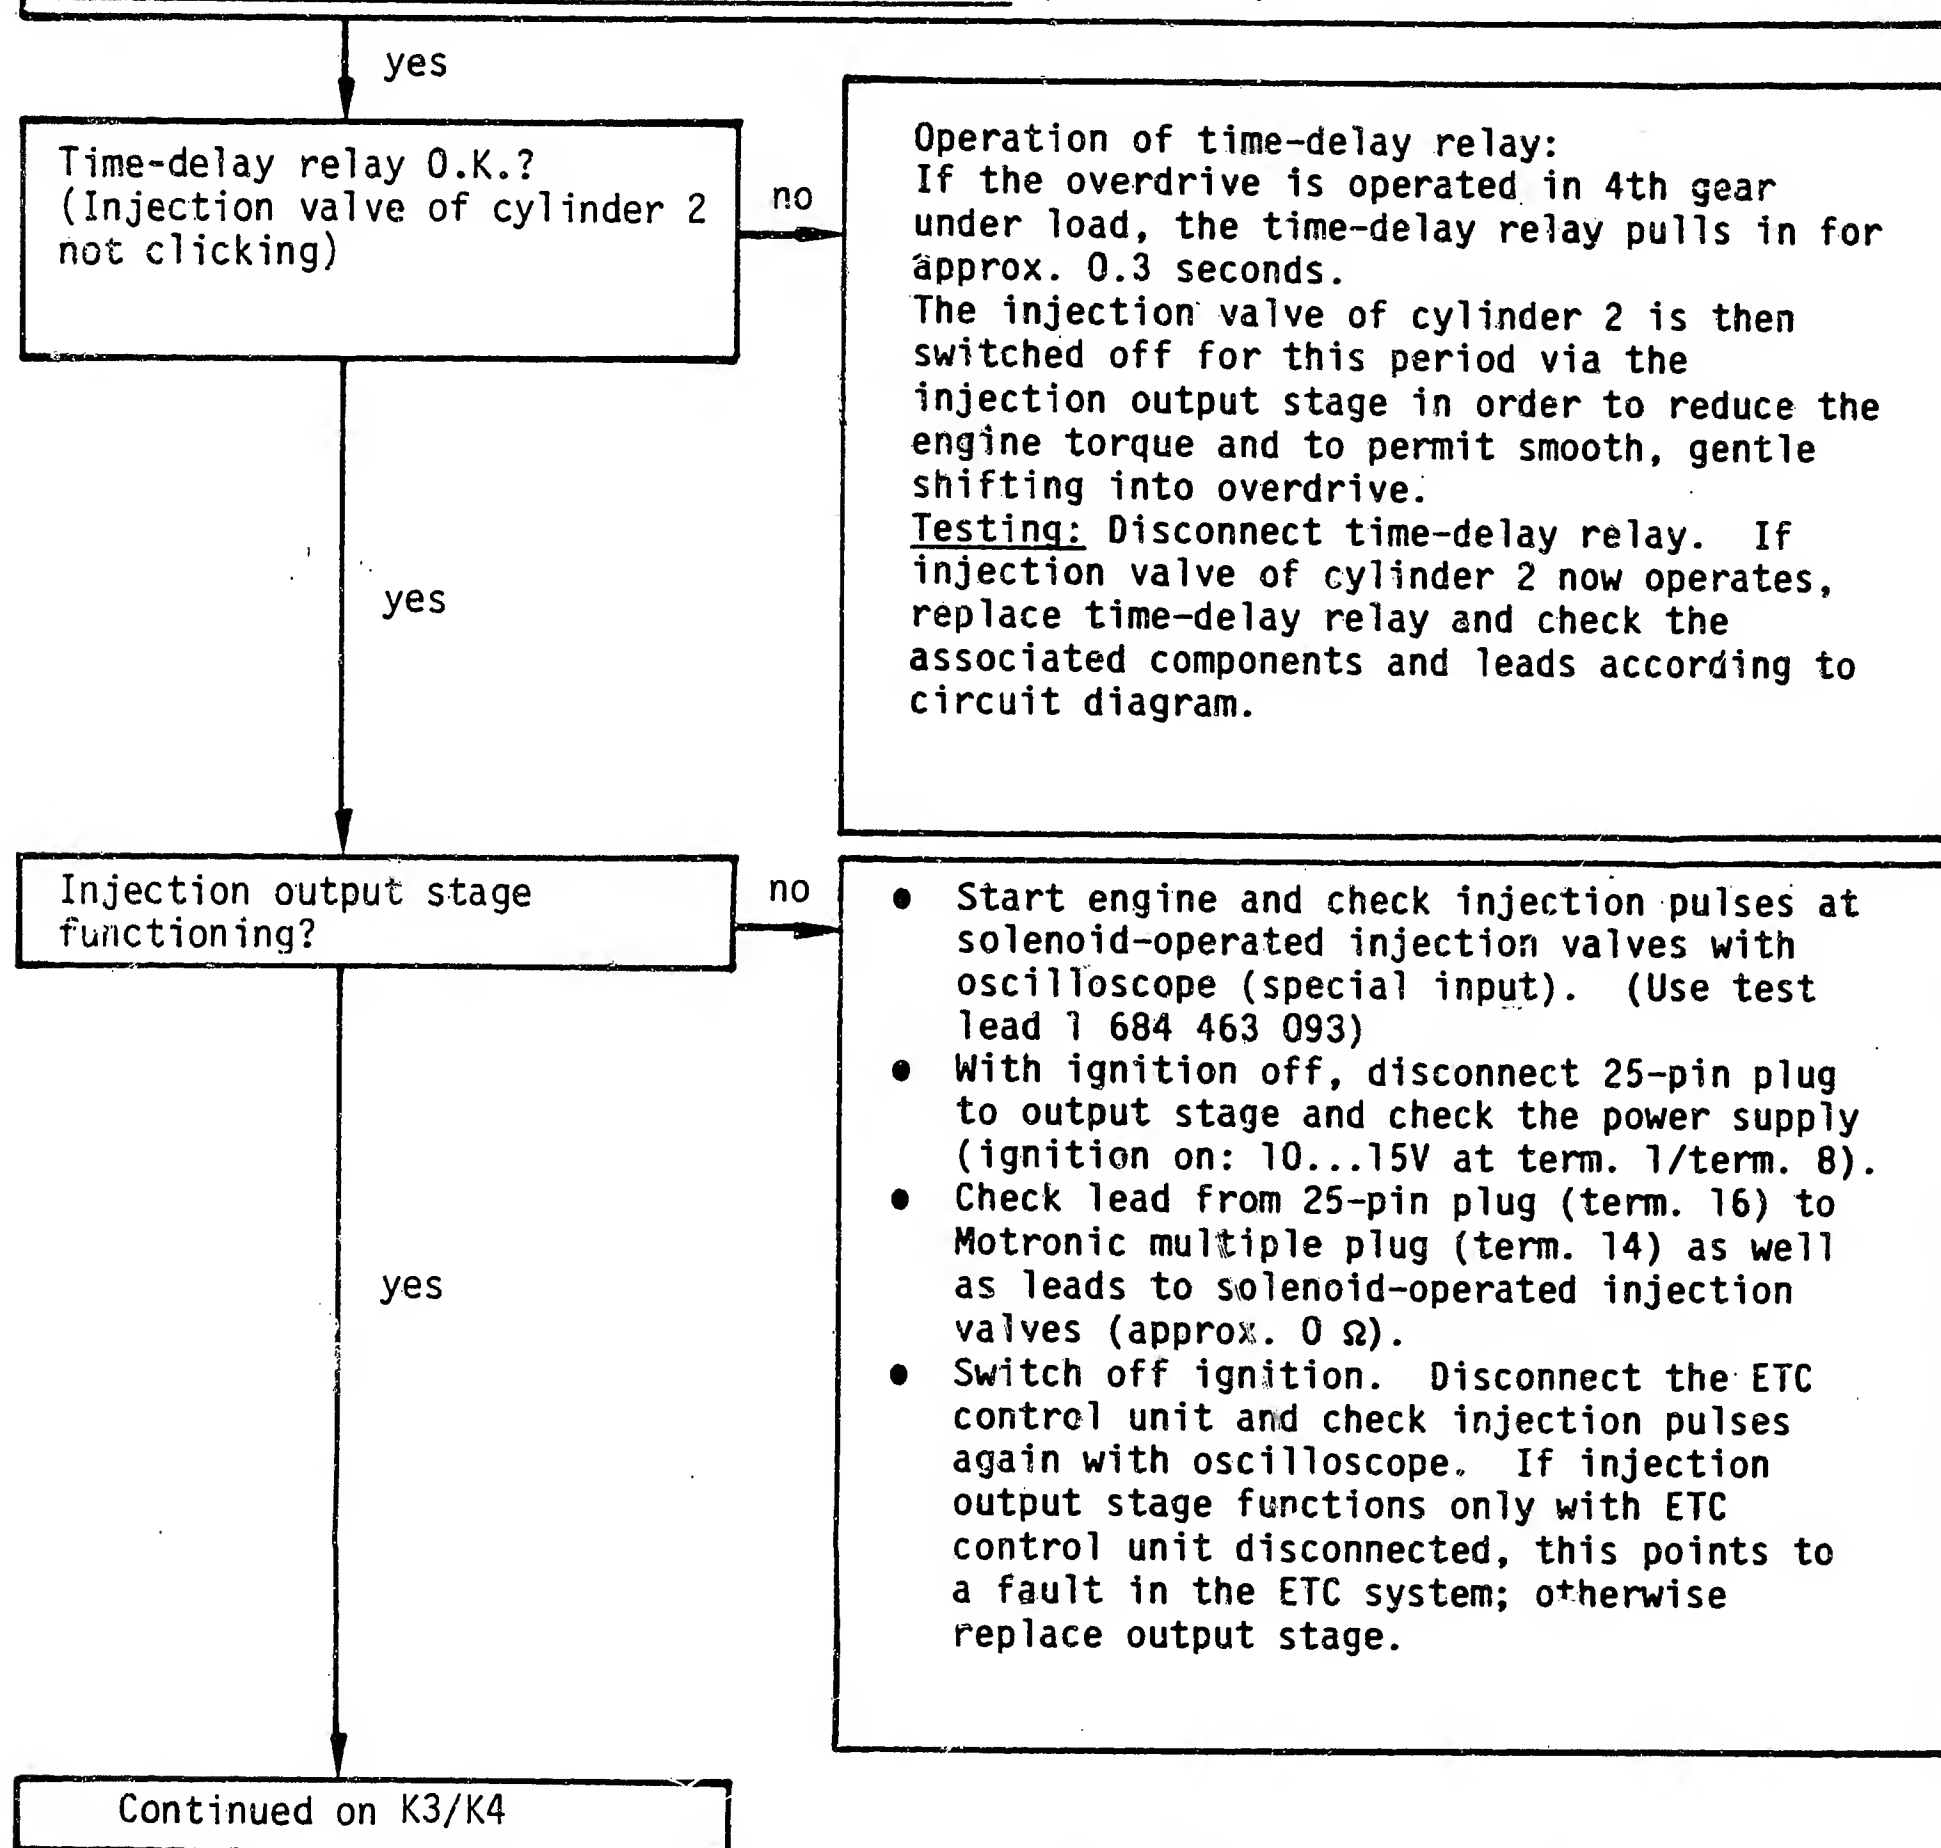 yes
Time-delay relay O.K.?
(Injection valve of cylinder 2
not clicking)
no
Operation of time-delay relay:
If the overdrive is operated in 4th gear
under load, the time-delay relay pulls in for
approx. 0.3 seconds.
The injection valve of cylinder 2 is then
switched off for this period via the
injection output stage in order to reduce the
engine torque and to permit smooth, gentle
shifting into overdrive.
Testing: Disconnect time-delay relay. If
injection valve of cylinder 2 now operates,
replace time-delay relay and check the
associated components and leads according to
circuit diagram.
yes
Injection output stage
functioning?
no
● Start engine and check injection pulses at
solenoid-operated injection valves with
oscilloscope (special input). (Use test
lead 1 684 463 093)
● With ignition off, disconnect 25-pin plug
to output stage and check the power supply
(ignition on: 10...15V at term. 1/term. 8).
● Check lead from 25-pin plug (term. 16) to
Motronic multiple plug (term. 14) as well
as leads to solenoid-operated injection
valves (approx. 0 Ω).
● Switch off ignition. Disconnect the ETC
control unit and check injection pulses
again with oscilloscope. If injection
output stage functions only with ETC
control unit disconnected, this points to
a fault in the ETC system; otherwise
replace output stage.
yes
Continued on K3/K4